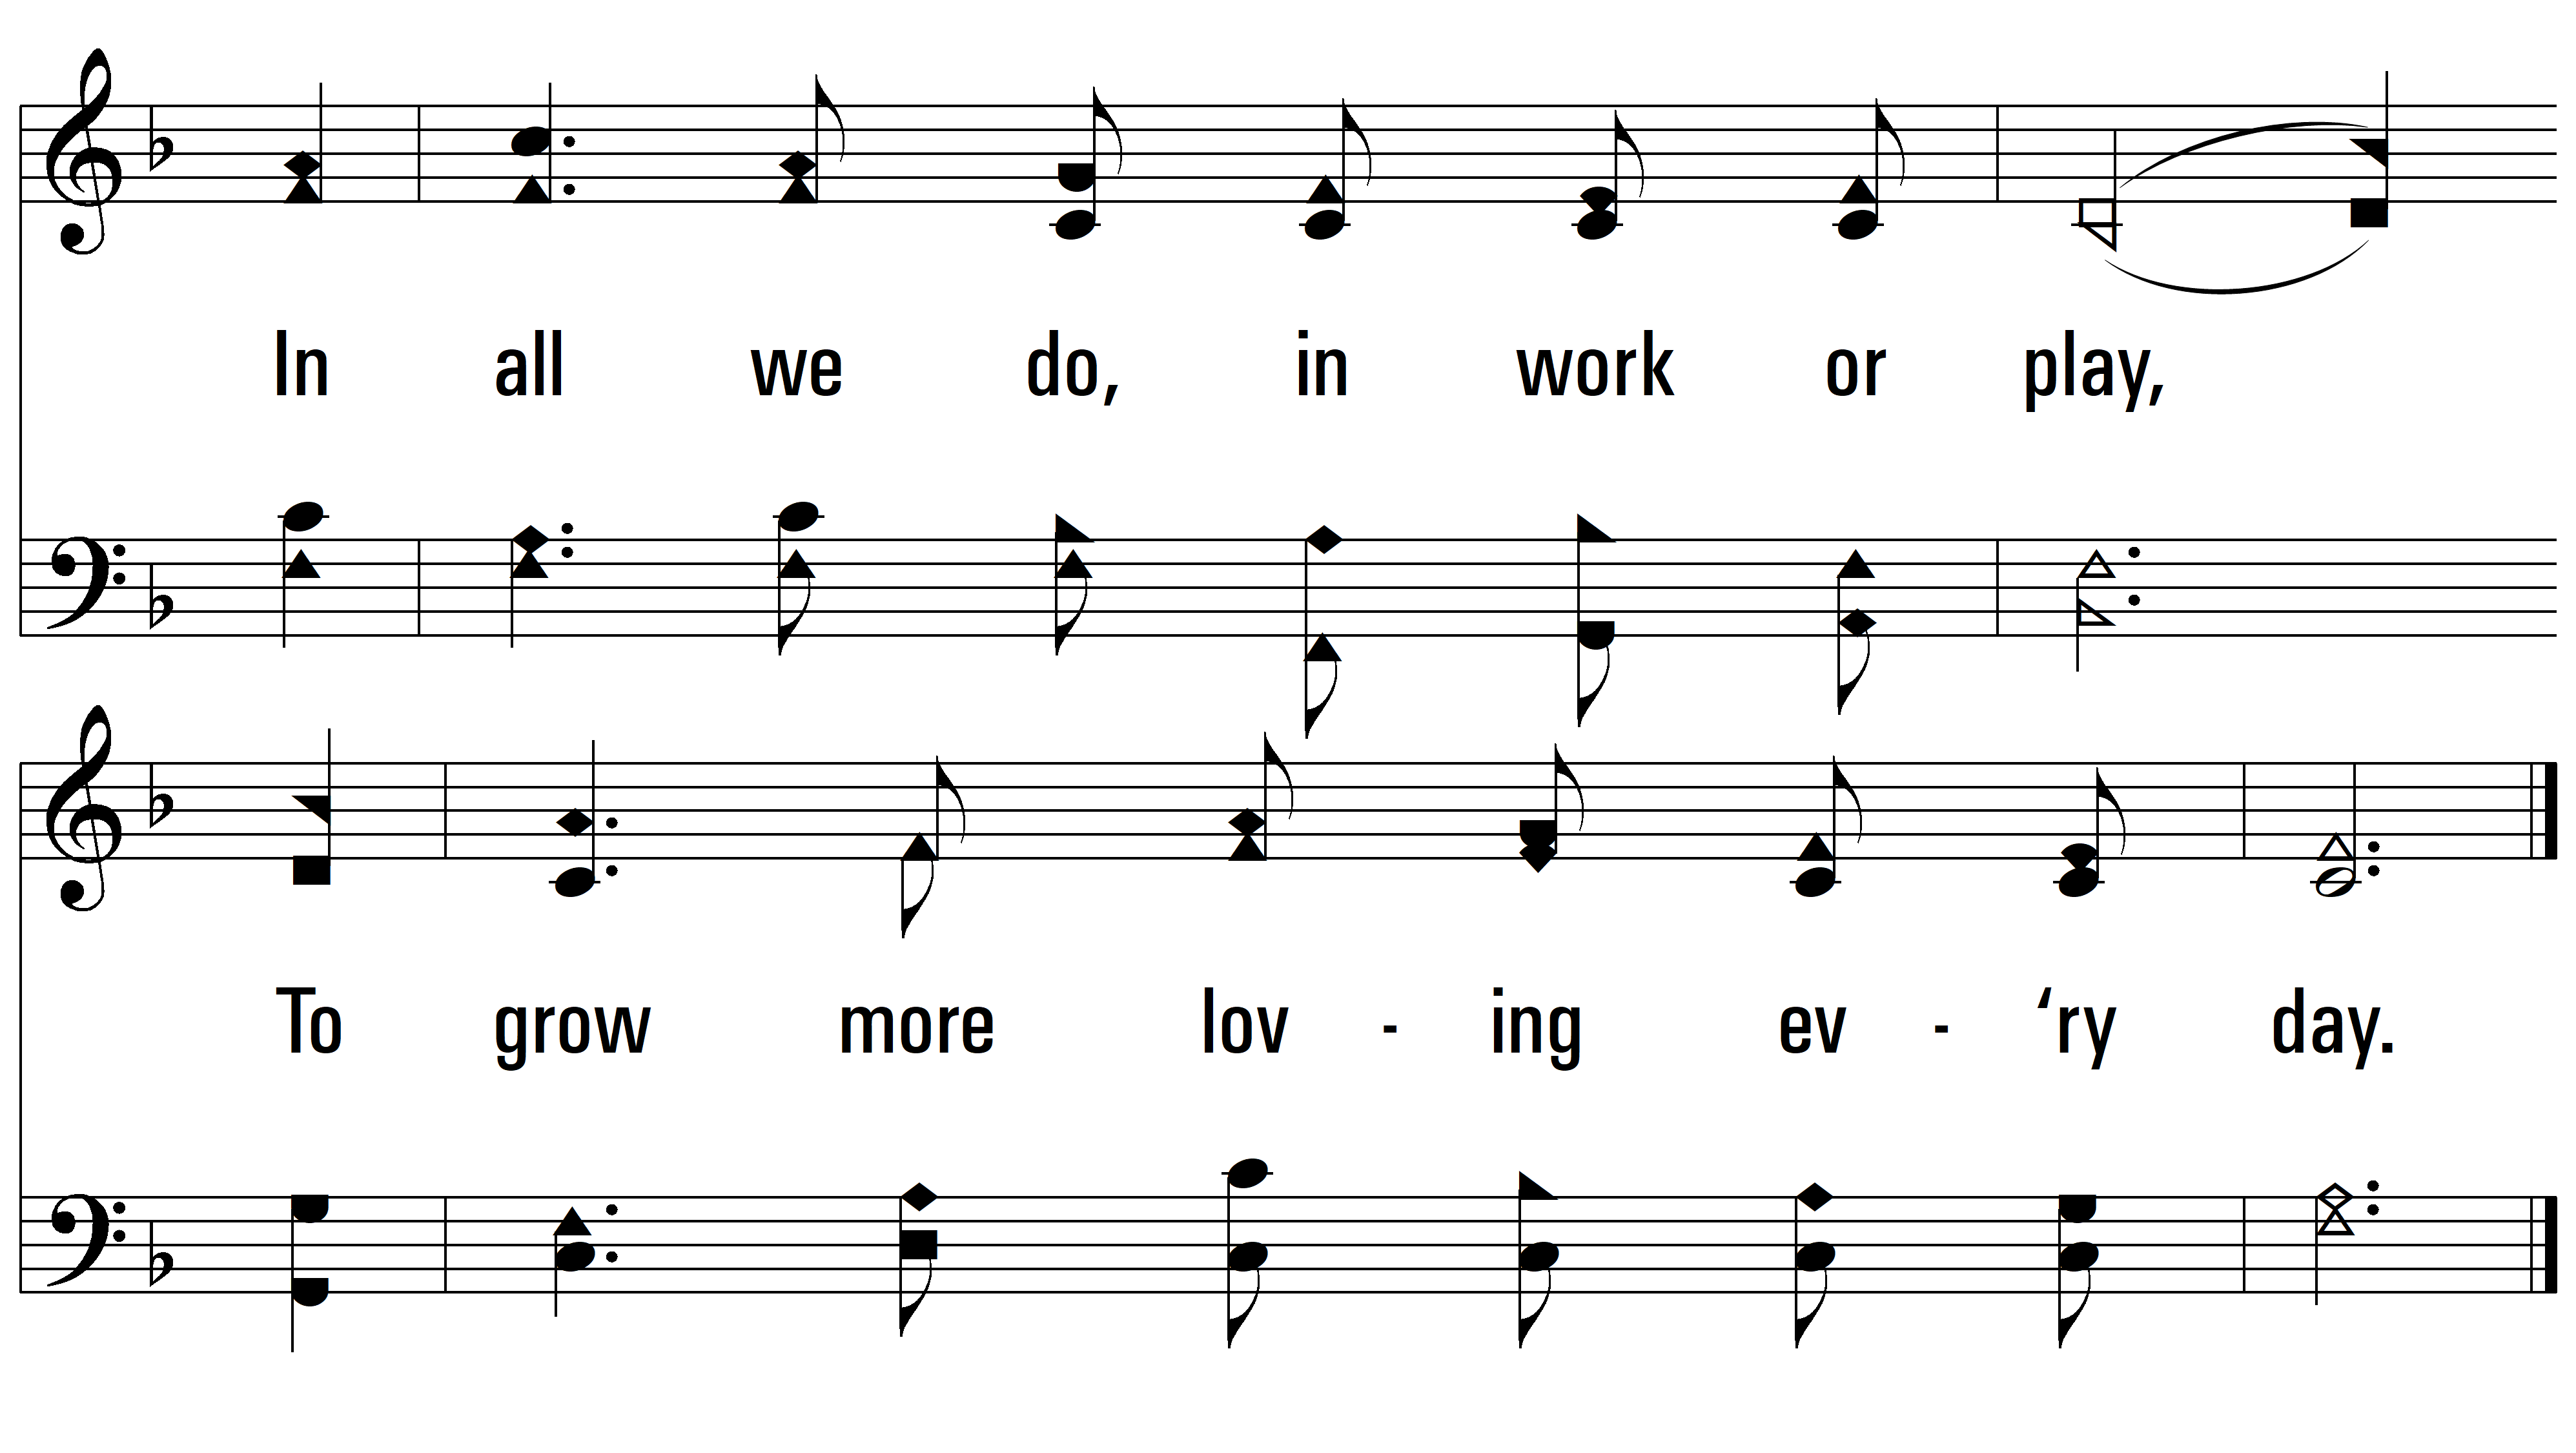 In all we do, in work or play,
To grow more lov - ing ev - ‘ry day.